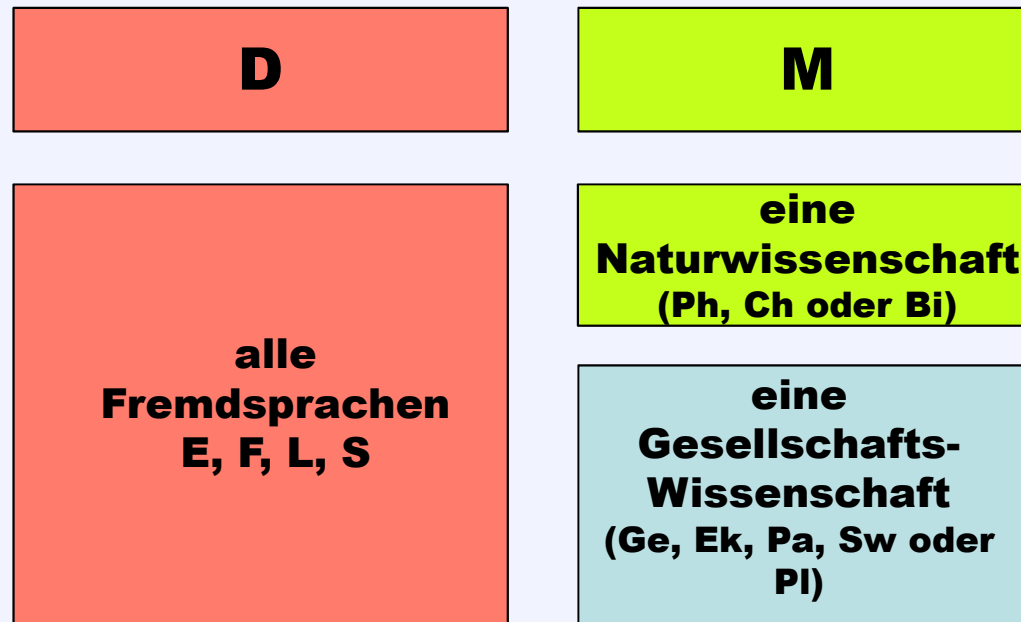 D
M
alle
Fremdsprachen
E, F, L, S
eine
Naturwissenschaft
(Ph, Ch oder Bi)
eine
Gesellschafts-
Wissenschaft
(Ge, Ek, Pa, Sw oder
Pl)